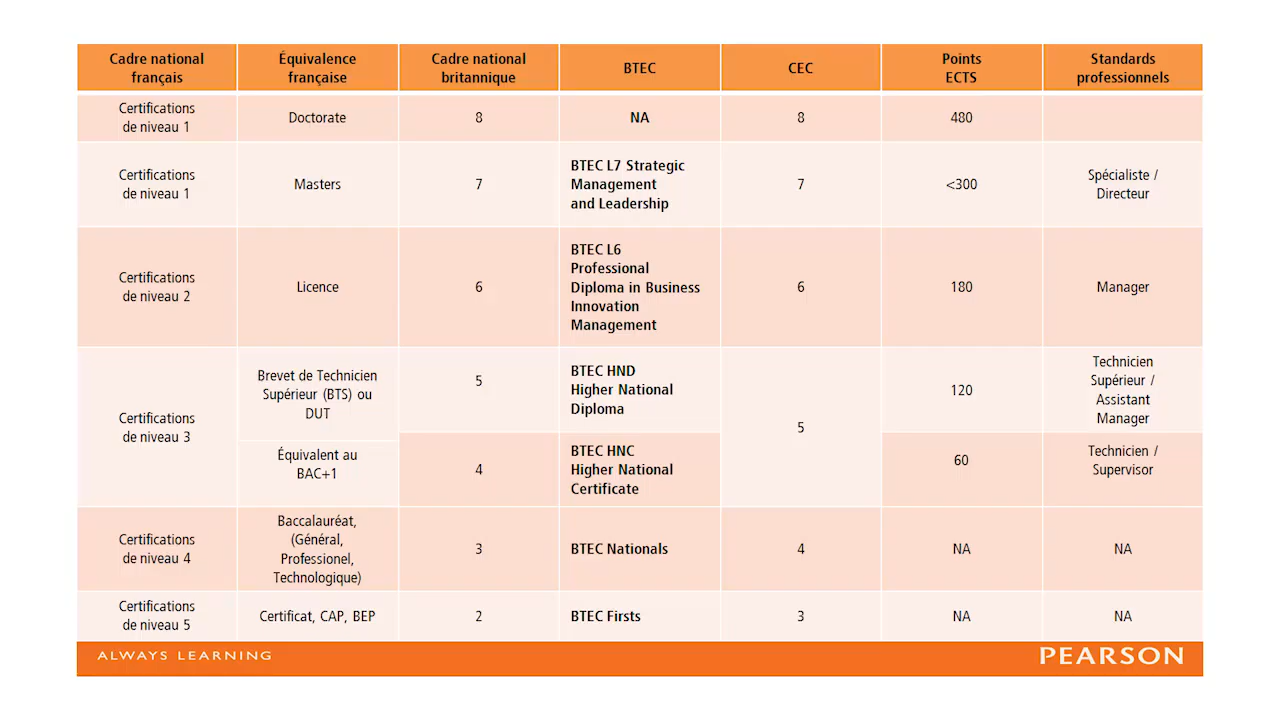 Cadre national
français
Équivalence
française
Cadre national
britannique
BTEC
CEC
Points
ECTS
Standards
professionnels
Certifications
de niveau 1
Doctorate
8
NA
8
480
Certifications
de niveau 1
Masters
7
BTEC L7 Strategic
Management
and Leadership
7
<300
Spécialiste /
Directeur
Certifications
de niveau 2
Licence
6
BTEC L6
Professional
Diploma in Business
Innovation
Management
6
180
Manager
Certifications
de niveau 3
Brevet de Technicien
Supérieur (BTS) ou
DUT
5
BTEC HND
Higher National
Diploma
5
120
Technicien
Supérieur /
Assistant
Manager
Équivalent au
BAC+1
4
BTEC HNC
Higher National
Certificate
60
Technicien /
Supervisor
Certifications
de niveau 4
Baccalauréat,
(Général,
Professionel,
Technologique)
3
BTEC Nationals
4
NA
NA
Certifications
de niveau 5
Certificat, CAP, BEP
2
BTEC Firsts
3
NA
NA
ALWAYS LEARNING
PEARSON